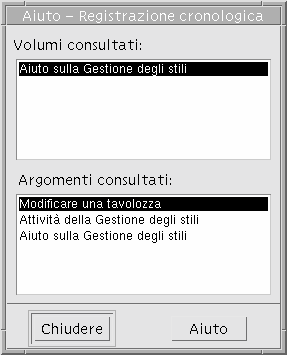 Aiuto – Registrazione cronologica
Volumi consultati:
Aiuto sulla Gestione degli stili
Argomenti consultati:
Modificare una tavolozza
Attività della Gestione degli stili
Aiuto sulla Gestione degli stili
Chiudere
Aiuto